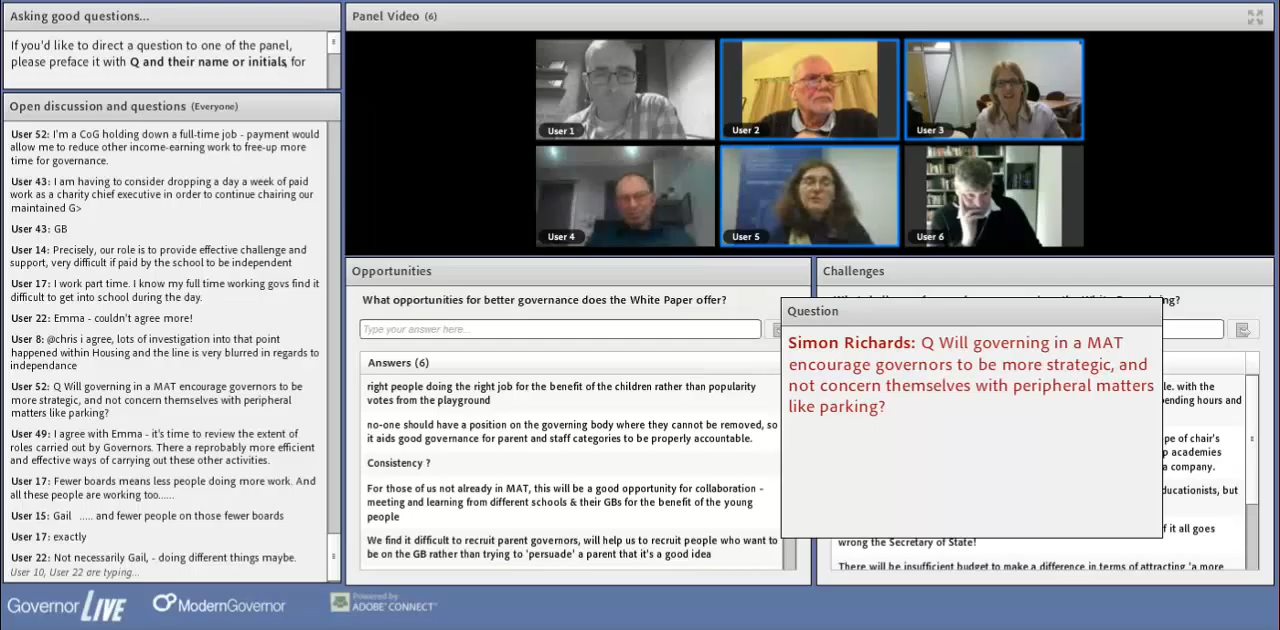 Asking good questions...
If you'd like to direct a question to one of the panel,
please preface it with Q and their name or initials, for
Open discussion and questions (Everyone)
User 52: I'm a CoG holding down a full-time job - payment would
allow me to reduce other income-earning work to free-up more
time for governance.
User 43: I am having to consider dropping a day a week of paid
work as a charity chief executive in order to continue chairing our
maintained G>
User 43: GB
User 14: Precisely, our role is to provide effective challenge and
support, very difficult if paid by the school to be independent
User 17: I work part time. I know my full time working govs find it
difficult to get into school during the day.
User 22: Emma - couldn't agree more!
User 8: @chris i agree, lots of investigation into that point
happened within Housing and the line is very blurred in regards to
independence
User 52: Q Will governing in a MAT encourage governors to be
more strategic, and not concern themselves with peripheral
matters like parking?
User 49: I agree with Emma - it's time to review the extent of
roles carried out by Governors. There a reprobably more efficient
and effective ways of carrying out these other activities.
User 17: Fewer boards means less people doing more work. And
all these people are working too......
User 15: Gail ..... and fewer people on those fewer boards
User 17: exactly
User 22: Not necessarily Gail, - doing different things maybe.
User 10, User 22 are typing...
Panel Video (6)
User 1
User 2
User 3
User 4
User 5
User 6
Opportunities
What opportunities for better governance does the White Paper offer?
Type your answer here...
Answers (6)
right people doing the right job for the benefit of the children rather than popularity
votes from the playground
no-one should have a position on the governing body where they cannot be removed, so
it aids good governance for parent and staff categories to be properly accountable.
Consistency ?
For those of us not already in MAT, this will be a good opportunity for collaboration -
meeting and learning from different schools & their GBs for the benefit of the young
people
We find it difficult to recruit parent governors, will help us to recruit people who want to
be on the GB rather than trying to 'persuade' a parent that it's a good idea
Challenges
Question
Simon Richards: Q Will governing in a MAT
encourage governors to be more strategic, and
not concern themselves with peripheral matters
like parking?
le. with the
ending hours and
pe of chair's
academies
a company.
ducationists, but
f it all goes
wrong the Secretary of State!
There will be insufficient budget to make a difference in terms of attracting 'a more
Governor LIVE
ModernGovernor
Powered by
ADOBE' CONNECT™